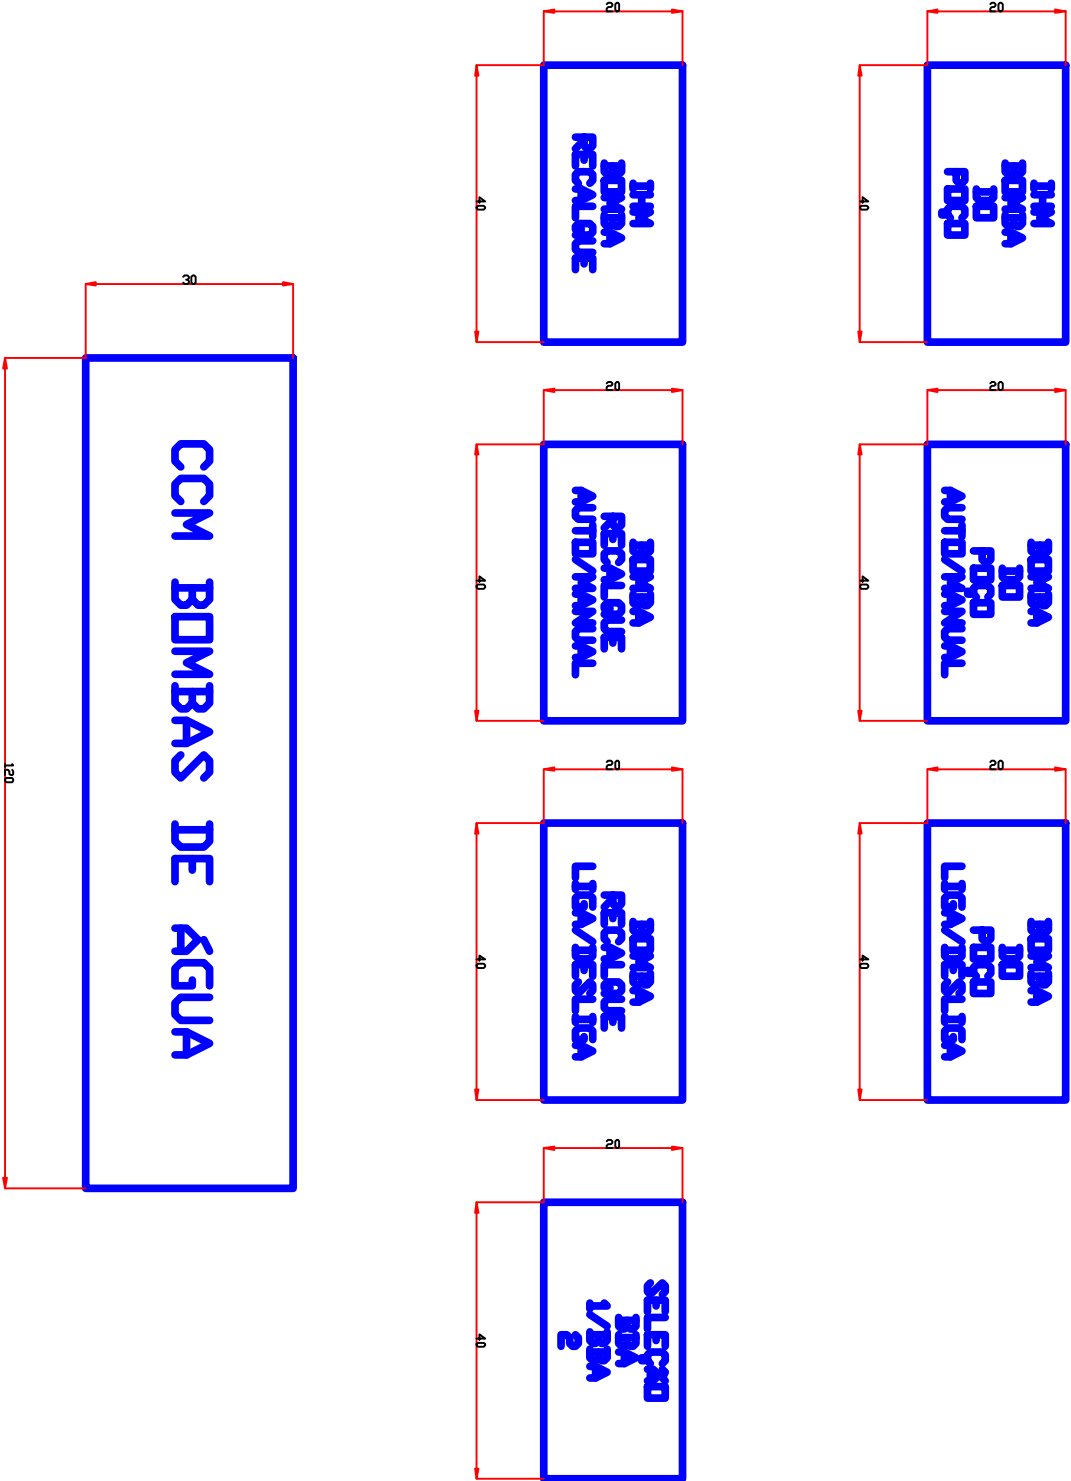 20
40
IHM
BOMBA
DO
POÇO
20
40
BOMBA
DO
POÇO
AUTO/MANUAL
20
40
BOMBA
DO
POÇO
LIGA/DESLIGA
20
40
IHM
BOMBA
RECALQUE
20
40
BOMBA
RECALQUE
AUTO/MANUAL
20
40
BOMBA
RECALQUE
LIGA/DESLIGA
20
40
SELEÇÃO
BBA
1/BBA
2
30
120
CCM BOMBAS DE ÁGUA